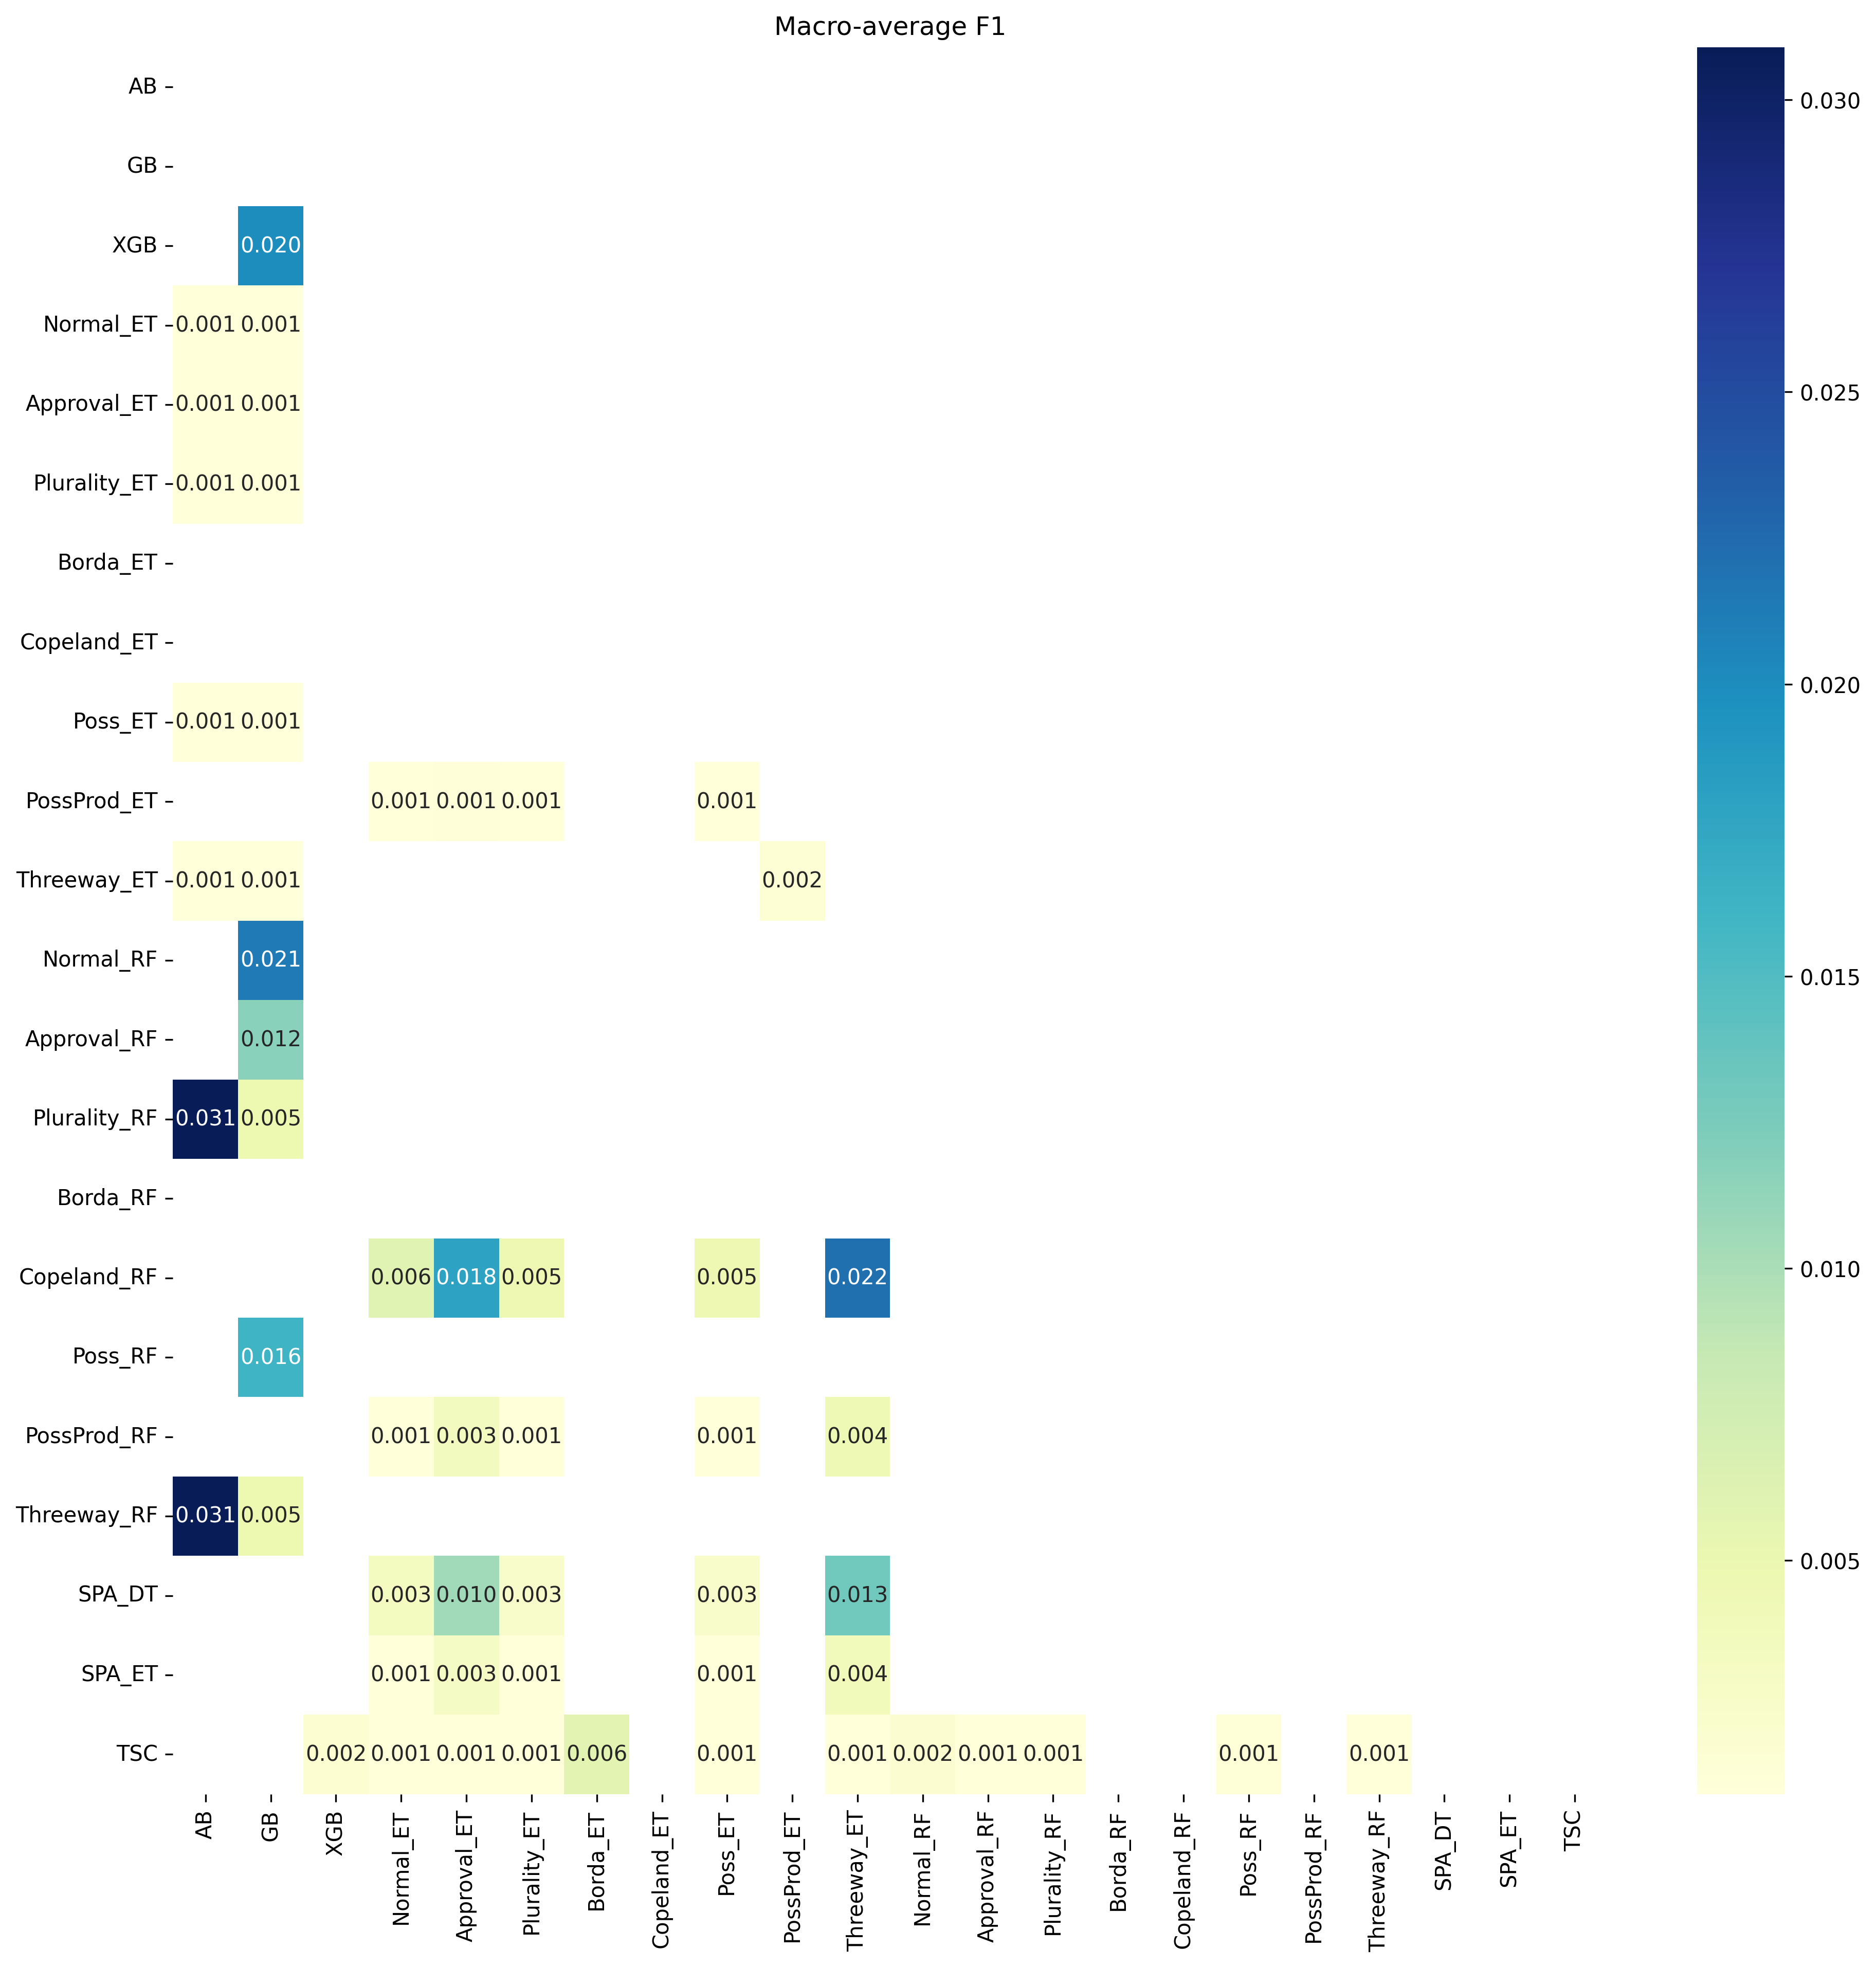 Macro-average F1
AB
GB
XGB 0.020
Normal_ET 0.001 0.001
Approval_ET 0.001 0.001
Plurality_ET 0.001 0.001
Borda_ET
Copeland_ET
Poss_ET 0.001 0.001
PossProd_ET 0.001 0.001 0.001 0.001
Threeway_ET 0.001 0.001 0.002
Normal_RF 0.021
Approval_RF 0.012
Plurality_RF 0.031 0.005
Borda_RF
Copeland_RF 0.006 0.018 0.005 0.005 0.022
Poss_RF 0.016
PossProd_RF 0.001 0.003 0.001 0.001 0.004
Threeway_RF 0.031 0.005
SPA_DT 0.003 0.010 0.003 0.003 0.013
SPA_ET 0.001 0.003 0.001 0.001 0.004
TSC 0.002 0.001 0.001 0.001 0.006 0.001 0.001 0.002 0.001 0.001 0.001 0.001
AB
GB
XGB
Normal_ET
Approval_ET
Plurality_ET
Borda_ET
Copeland_ET
Poss_ET
PossProd_ET
Threeway_ET
Normal_RF
Approval_RF
Plurality_RF
Borda_RF
Copeland_RF
Poss_RF
PossProd_RF
Threeway_RF
SPA_DT
SPA_ET
TSC
0.030
0.025
0.020
0.015
0.010
0.005